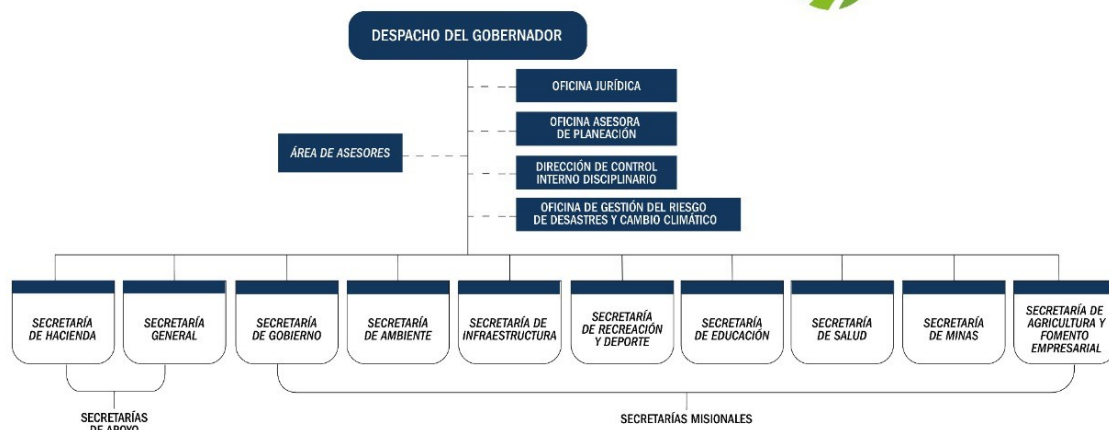 DESPACHO DEL GOBERNADOR
OFICINA JURÍDICA
OFICINA ASESORA
DE PLANEACIÓN
ÁREA DE ASESORES
DIRECCIÓN DE CONTROL
INTERNO DISCIPLINARIO
OFICINA DE GESTIÓN DEL RIESGO
DE DESASTRES Y CAMBIO CLIMÁTICO
SECRETARÍA
DE HACIENDA
SECRETARÍA
GENERAL
SECRETARÍA
DE GOBIERNO
SECRETARÍA
DE AMBIENTE
SECRETARÍA DE
INFRAESTRUCTURA
SECRETARÍA
DE RECREACIÓN
Y DEPORTE
SECRETARÍA
DE EDUCACIÓN
SECRETARÍA
DE SALUD
SECRETARÍA
DE MINAS
SECRETARÍA DE
AGRICULTURA Y
FOMENTO
EMPRESARIAL
SECRETARÍAS
DE APOYO
SECRETARÍAS MISIONALES